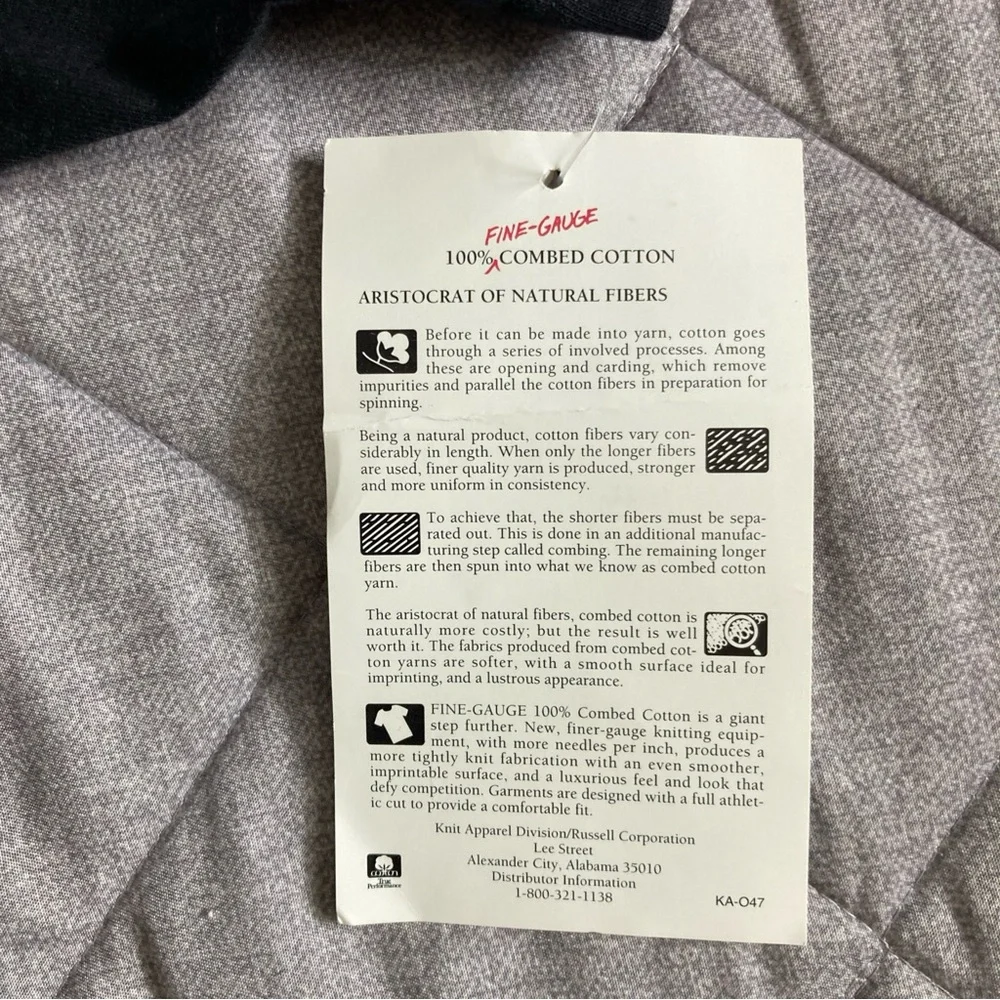 FINE-GAUGE
100% COMBED COTTON
ARISTOCRAT OF NATURAL FIBERS
Before it can be made into yarn, cotton goes
through a series of involved processes. Among
these are opening and carding, which remove
impurities and parallel the cotton fibers in preparation for
spinning.
Being a natural product, cotton fibers vary con-
siderably in length. When only the longer fibers
are used, finer quality yarn is produced, stronger
and more uniform in consistency.
To achieve that, the shorter fibers must be sepa-
rated out. This is done in an additional manufac-
turing step called combing. The remaining longer
fibers are then spun into what we know as combed cotton
yarn.
The aristocrat of natural fibers, combed cotton is
naturally more costly; but the result is well
worth it. The fabrics produced from combed cot-
ton yarns are softer, with a smooth surface ideal for
imprinting, and a lustrous appearance.
FINE-GAUGE 100% Combed Cotton is a giant
step further. New, finer-gauge knitting equip-
ment, with more needles per inch, produces a
more tightly knit fabrication with an even smoother,
imprintable surface, and a luxurious feel and look that
defy competition. Garments are designed with a full athlet-
ic cut to provide a comfortable fit.
Knit Apparel Division/Russell Corporation
Lee Street
Alexander City, Alabama 35010
Distributor Information
1-800-321-1138
COTTON
True
Performance
KA-O47